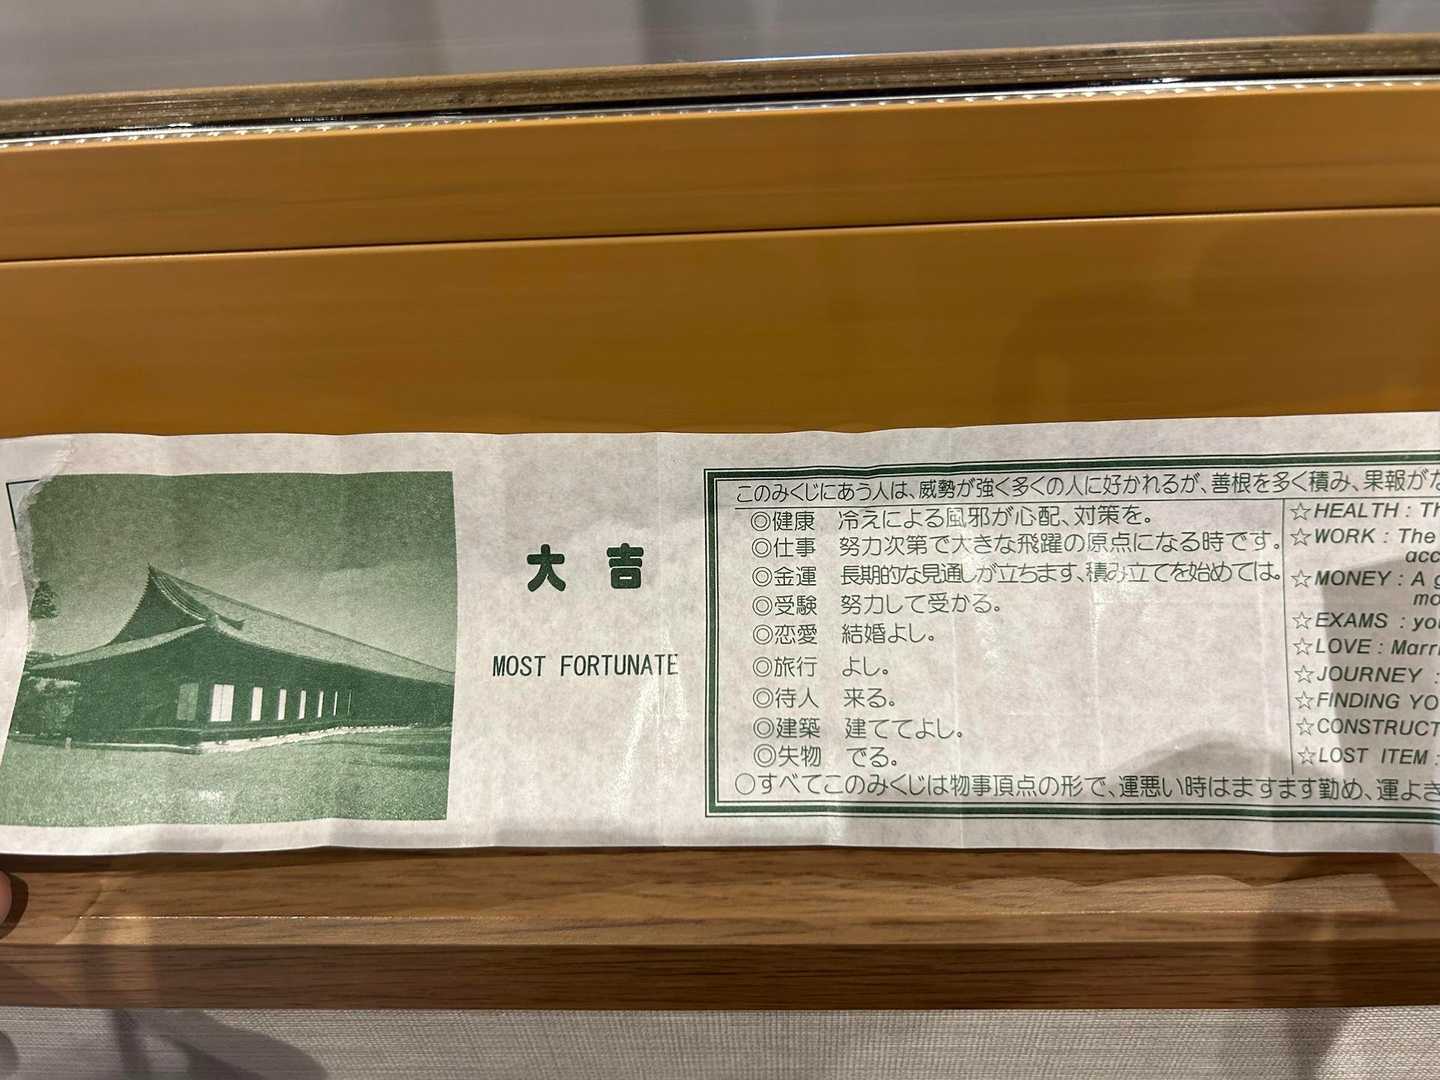 大吉
MOST FORTUNATE
このみくじにあう人は、威勢が強く多くの人に好かれるが、善根を多く積み、果報が
◎健康 冷えによる風邪が心配、対策を。
◎仕事 努力次第で大きな飛躍の原点になる時です。
◎金運 長期的な見通しが立ちます、積み立てを始めては。
◎受験 努力して受かる。
◎恋愛 結婚よし。
◎旅行 よし。
◎待人 来る。
◎建築 建ててよし。
◎失物 でる。
☆HEALTH :
☆WORK : The
☆MONEY : A
☆EXAMS :
☆LOVE :
☆JOURNEY :
☆FINDING
☆LOST ITEM :
○すべてこのみくじは物事頂点の形で、運悪い時はますます勤め、運よき